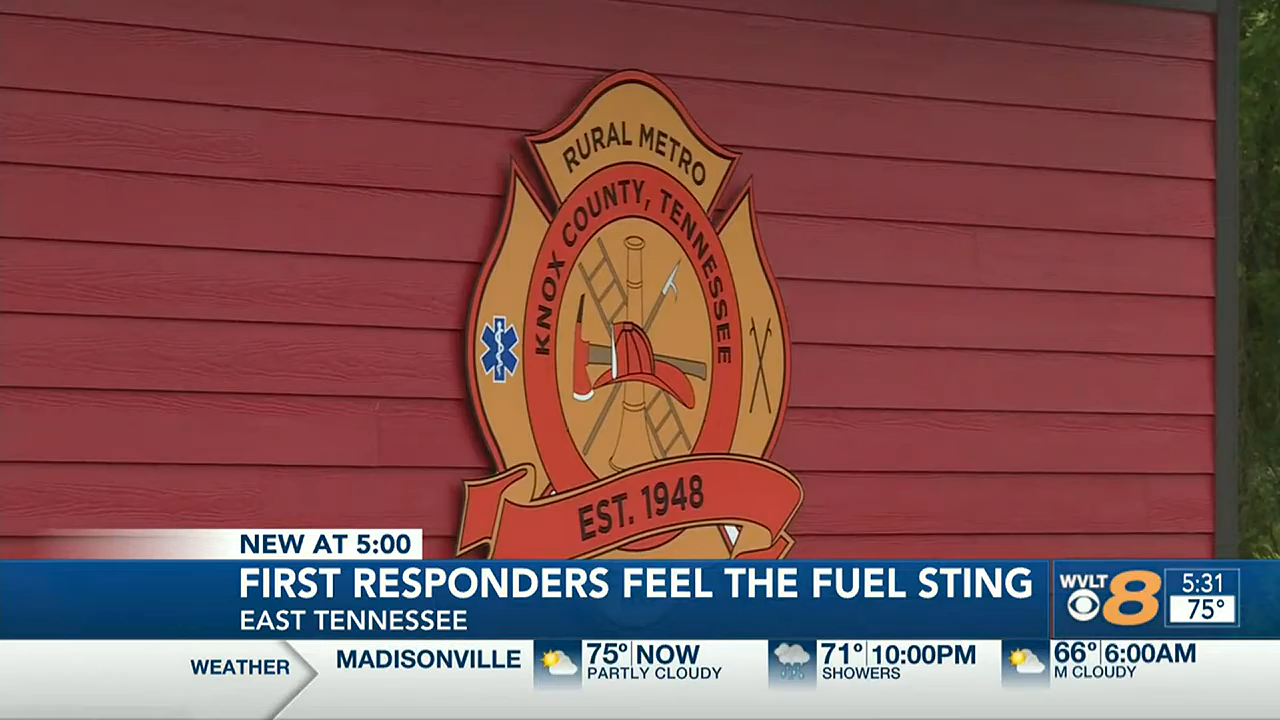 RURAL METRO
KNOX COUNTY, TENNESSEE
EST. 1948
NEW AT 5:00
FIRST RESPONDERS FEEL THE FUEL STING
EAST TENNESSEE
WVLT 8
5:31
75°
WEATHER
MADISONVILLE
75° NOW
PARTLY CLOUDY
71° 10:00PM
SHOWERS
66° 6:00AM
M CLOUDY